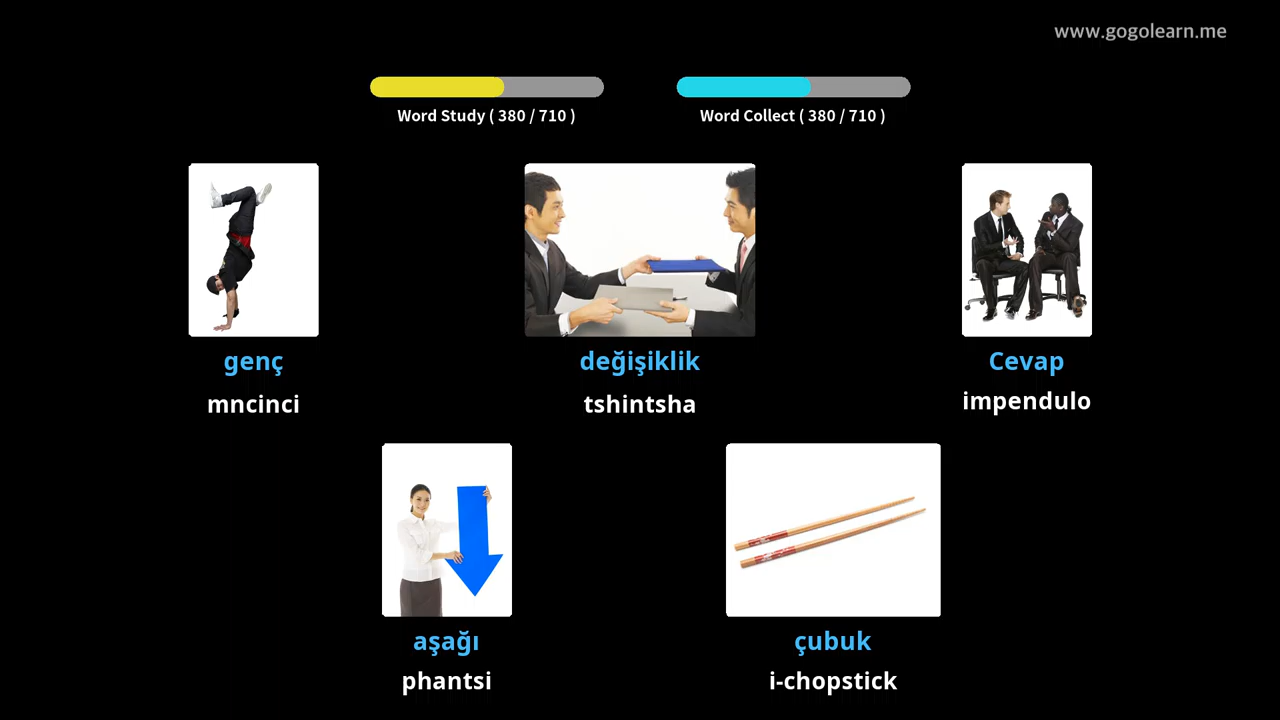 www.gogolearn.me
Word Study ( 380 / 710 )
Word Collect ( 380 / 710 )
genç
değişiklik
Cevap
mncinci
tshintsha
impendulo
aşağı
çubuk
phantsi
i-chopstick